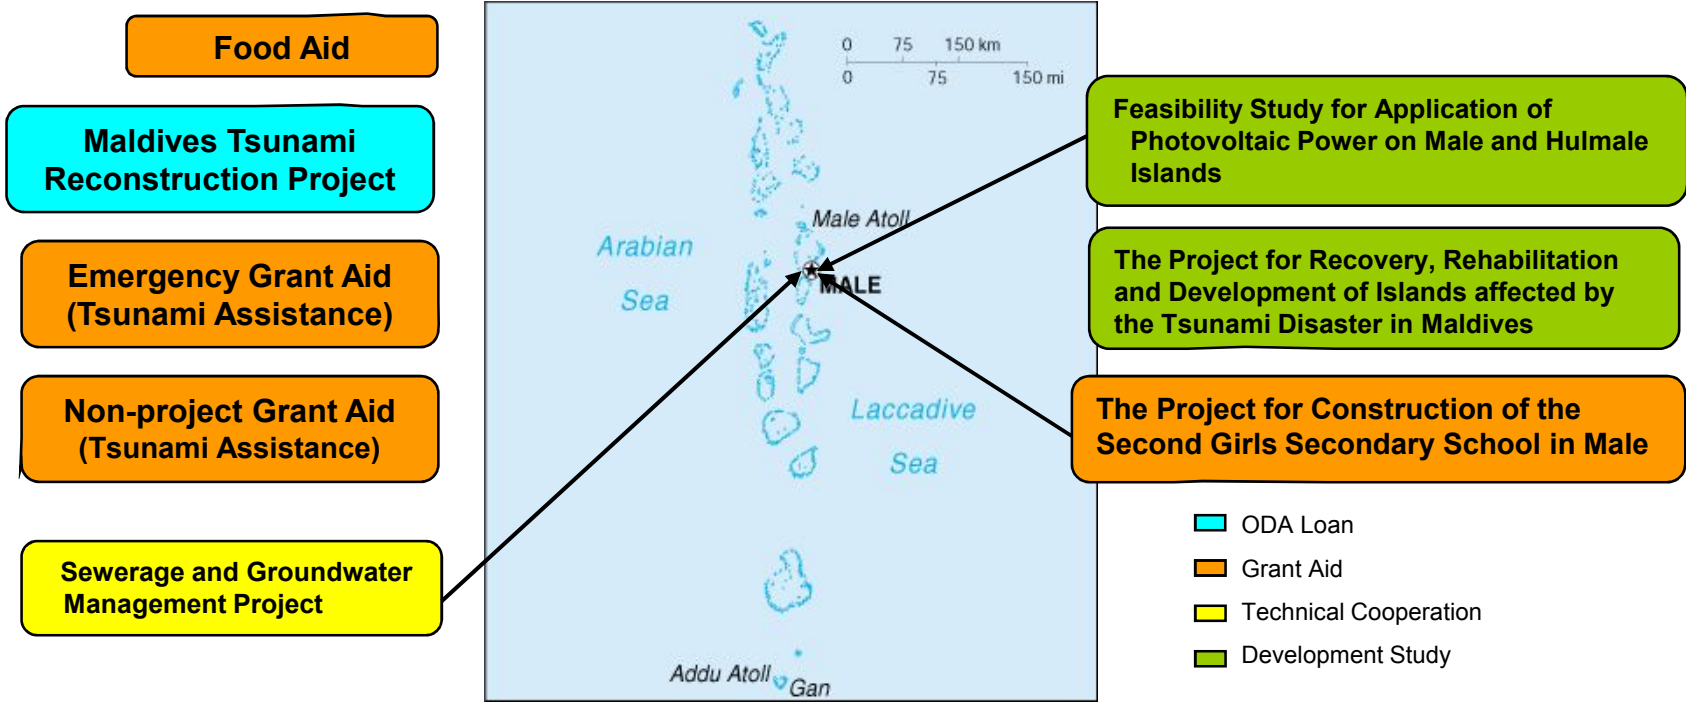 Food Aid
Maldives Tsunami
Reconstruction Project
Emergency Grant Aid
(Tsunami Assistance)
Non-project Grant Aid
(Tsunami Assistance)
Sewerage and Groundwater
Management Project
0 75 150 km
0 75 150 mi
Male Atoll
MALE
Arabian
Sea
Laccadive
Sea
Addu Atoll
Gan
Feasibility Study for Application of
Photovoltaic Power on Male and Hulmale
Islands
The Project for Recovery, Rehabilitation
and Development of Islands affected by
the Tsunami Disaster in Maldives
The Project for Construction of the
Second Girls Secondary School in Male
ODA Loan
Grant Aid
Technical Cooperation
Development Study